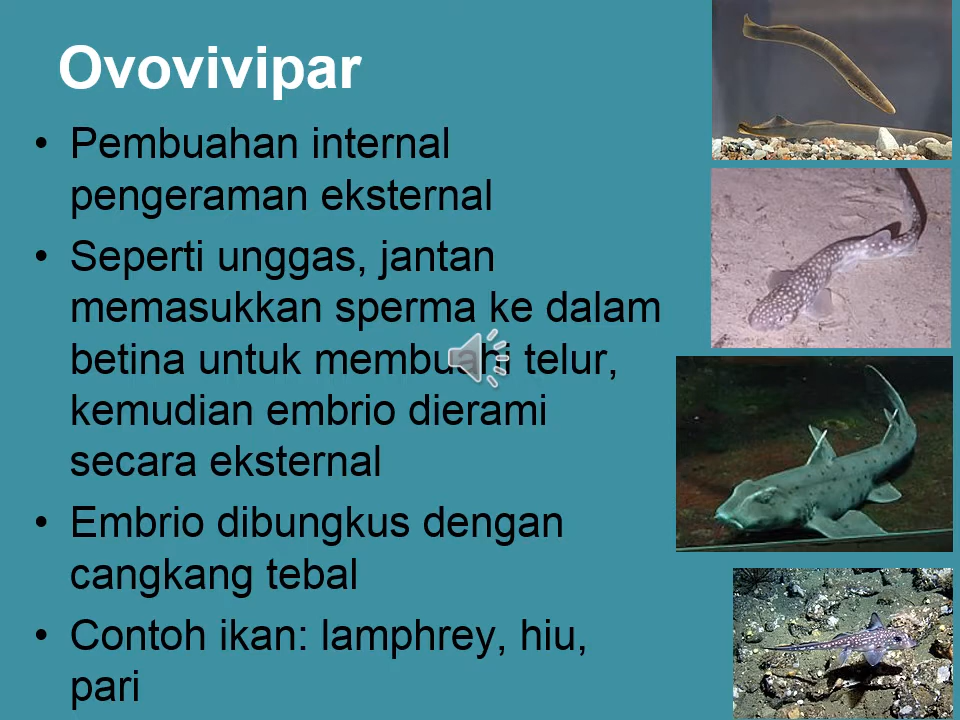 Ovovivipar
• Pembuahan internal
pengeraman eksternal
• Seperti unggas, jantan
memasukkan sperma ke dalam
betina untuk membuahi telur,
kemudian embrio dierami
secara eksternal
• Embrio dibungkus dengan
cangkang tebal
• Contoh ikan: lamphrey, hiu,
pari